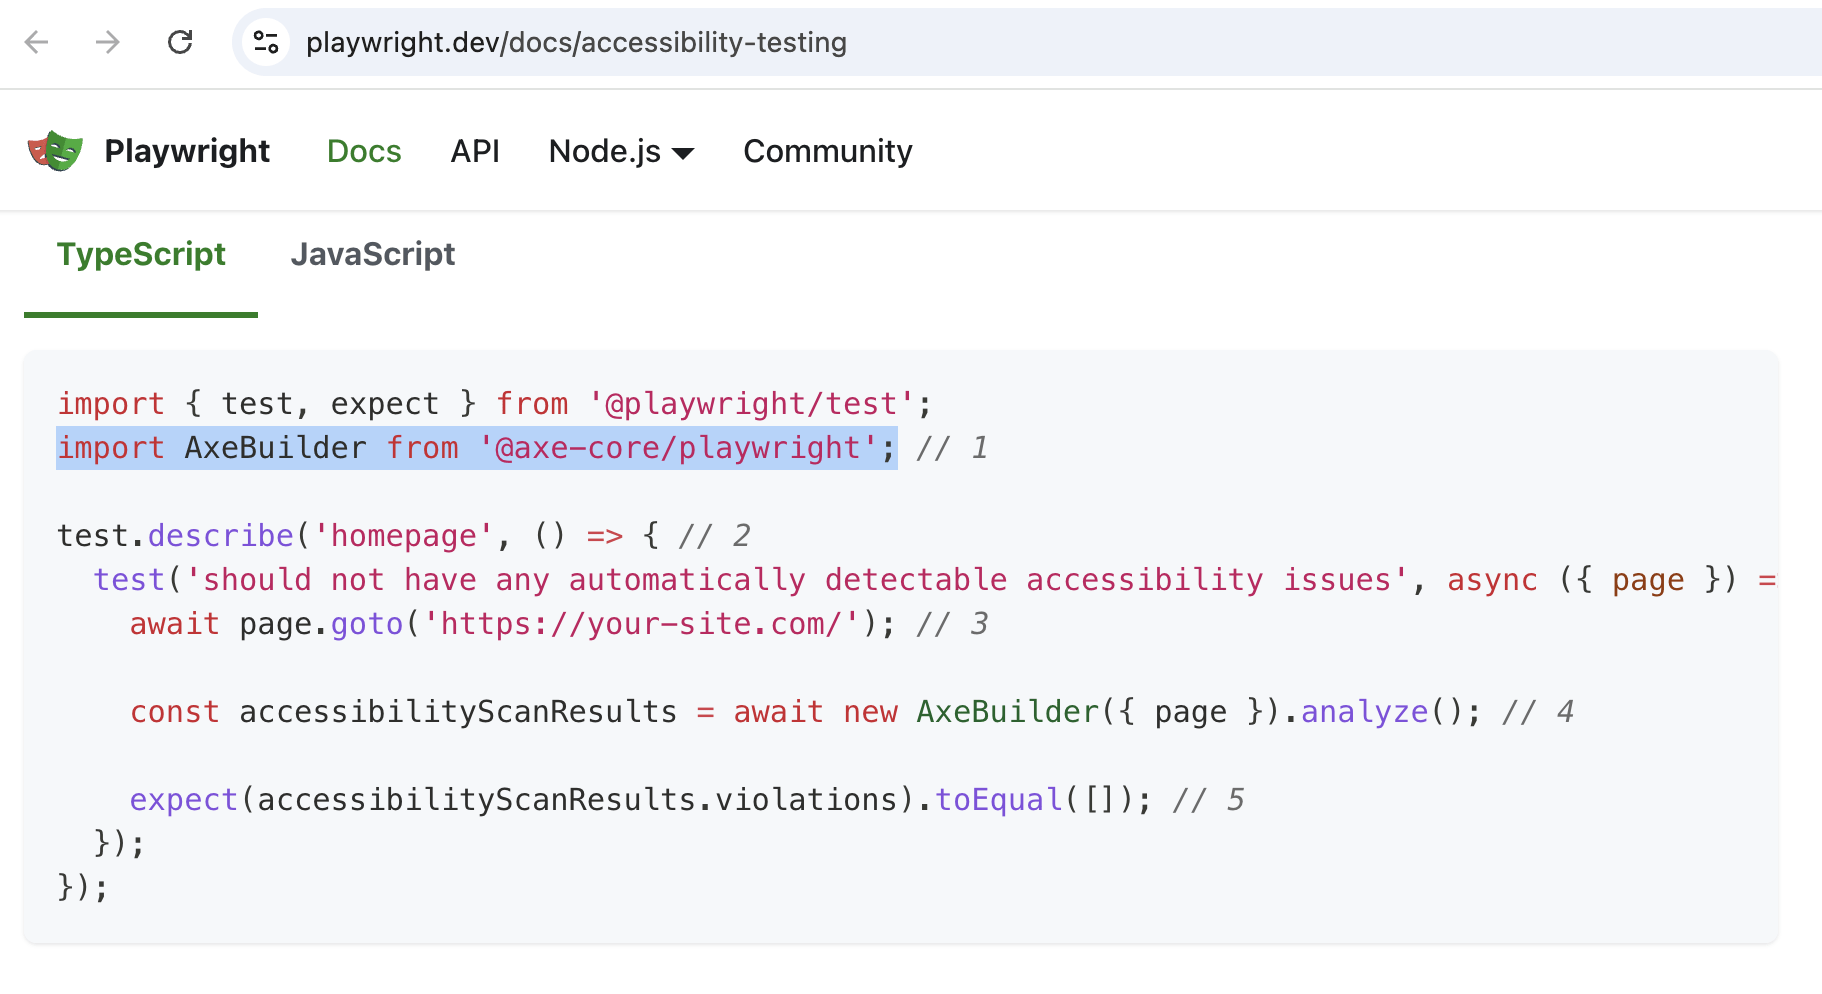 playwright.dev/docs/accessibility-testing
Playwright Docs API Node.js Community
TypeScript JavaScript
import { test, expect } from '@playwright/test';
import AxeBuilder from '@axe-core/playwright'; // 1
test.describe('homepage', () => { // 2
  test('should not have any automatically detectable accessibility issues', async ({ page }) =
    await page.goto('https://your-site.com/'); // 3
    const accessibilityScanResults = await new AxeBuilder({ page }).analyze(); // 4
    expect(accessibilityScanResults.violations).toEqual([]); // 5
  });
});